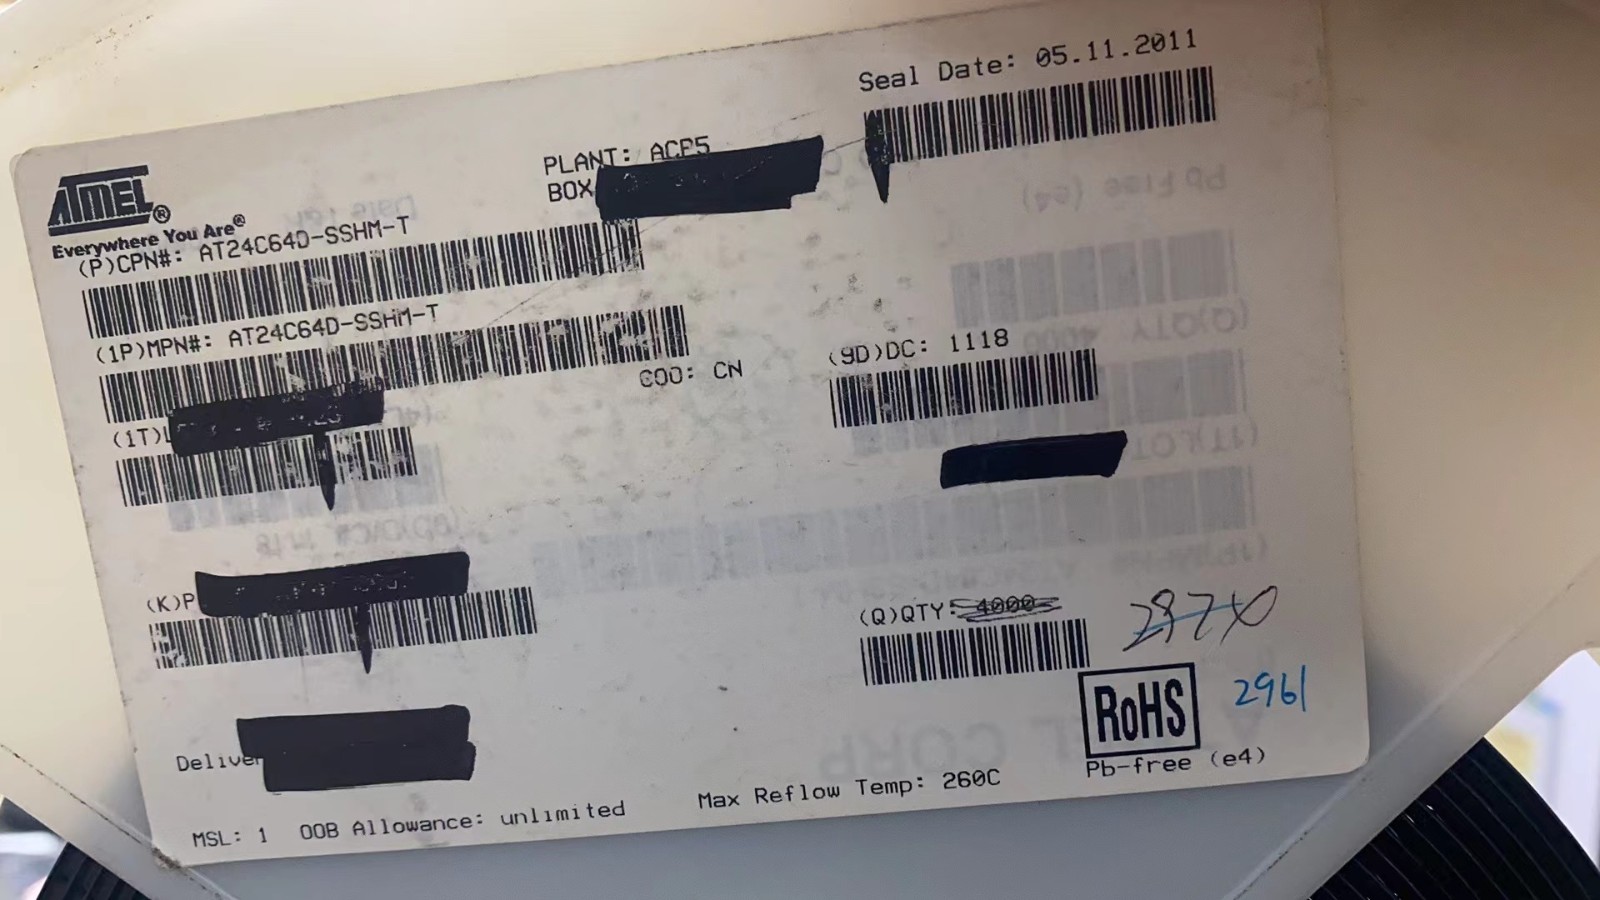 Seal Date: 05.11.2011
PLANT: ACP5
BOX
ATMEL®
Everywhere You Are®
(P)CPN#: AT24C64D-SSHM-T
(1P)MPN#: AT24C64D-SSHM-T
COO: CN
(9D)DC: 1118
(1T)L
(K)P
(Q)QTY: 4000
2961
RoHS
Pb-free (e4)
Deliver
MSL: 1 OOB Allowance: unlimited
Max Reflow Temp: 260C